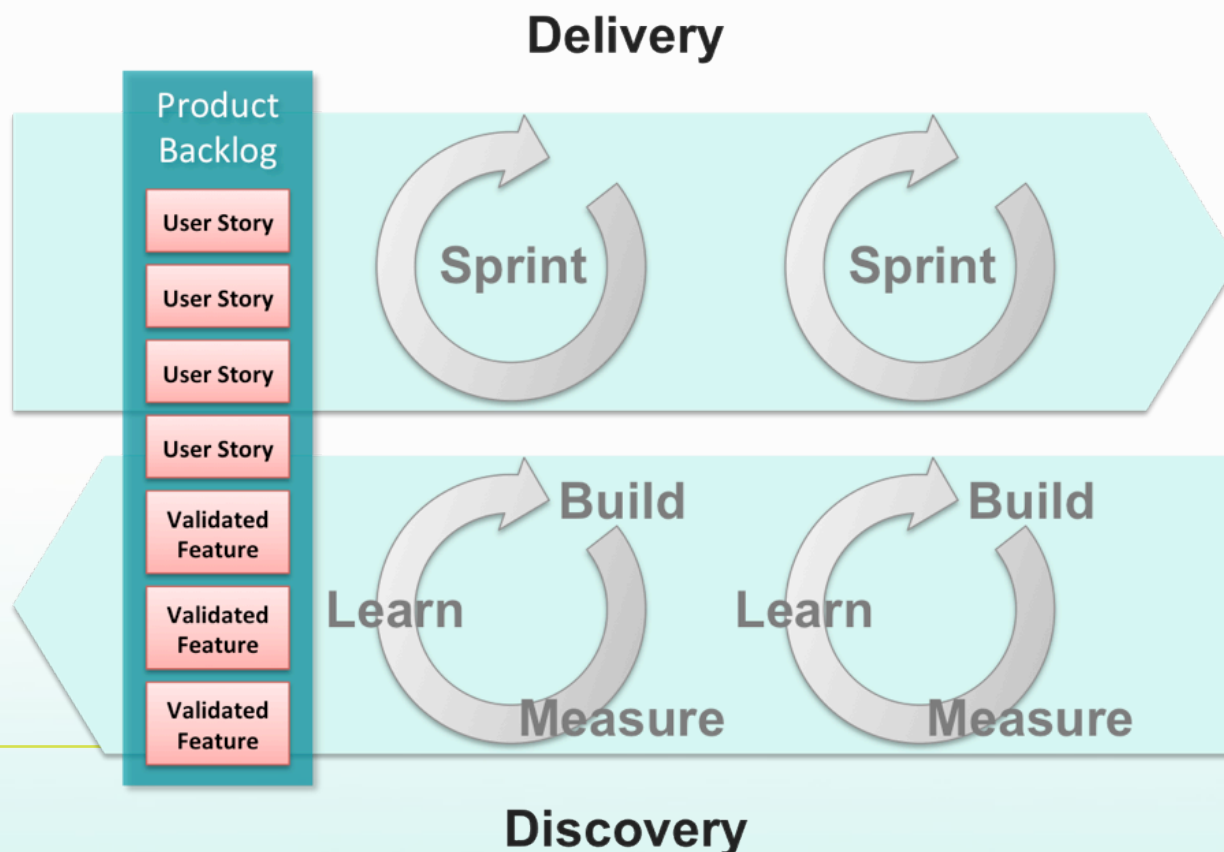 Delivery
Product
Backlog
User Story
User Story
User Story
User Story
Validated
Feature
Validated
Feature
Validated
Feature
Sprint
Sprint
Build
Learn
Measure
Build
Learn
Measure
Discovery